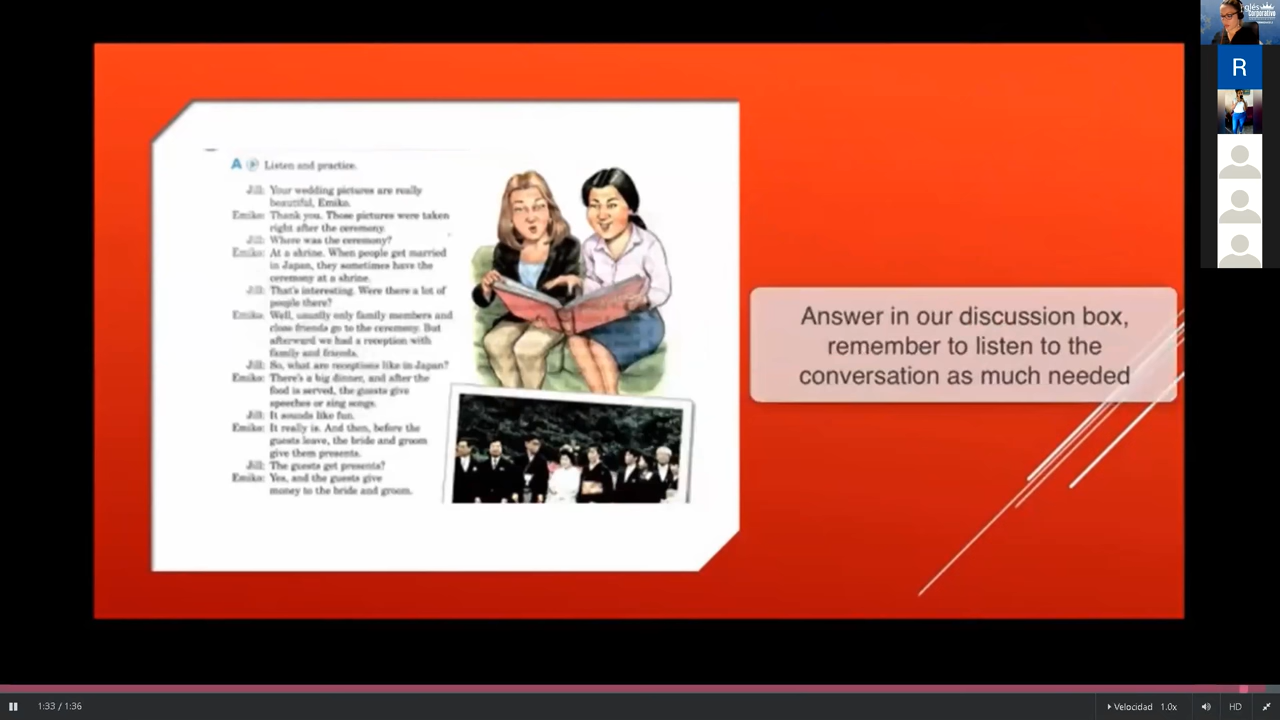 A Listen and practice.
Jill: Your wedding pictures are really
beautiful, Emiko.
Emiko: Thank you. Those pictures were taken
right after the ceremony.
Jill: Where was the ceremony?
Emiko: At a shrine. When people get married
in Japan, they sometimes have the
ceremony at a shrine.
Jill: That's interesting. Were there a lot of
people there?
Emiko: Well, usually only family members and
close friends go to the ceremony. But
afterward we had a reception with
family and friends.
Jill: So, what are receptions like in Japan?
Emiko: There's a big dinner, and after the
food is served, the guests give
speeches or sing songs.
Jill: It sounds like fun.
Emiko: It really is. And then, before the
guests leave, the bride and groom
give them presents.
Jill: The guests get presents?
Emiko: Yes, and the guests give
money to the bride and groom.
Answer in our discussion box,
remember to listen to the
conversation as much needed
glés
Corporativo
R
1:33 / 1:36
Velocidad 1.0x
HD